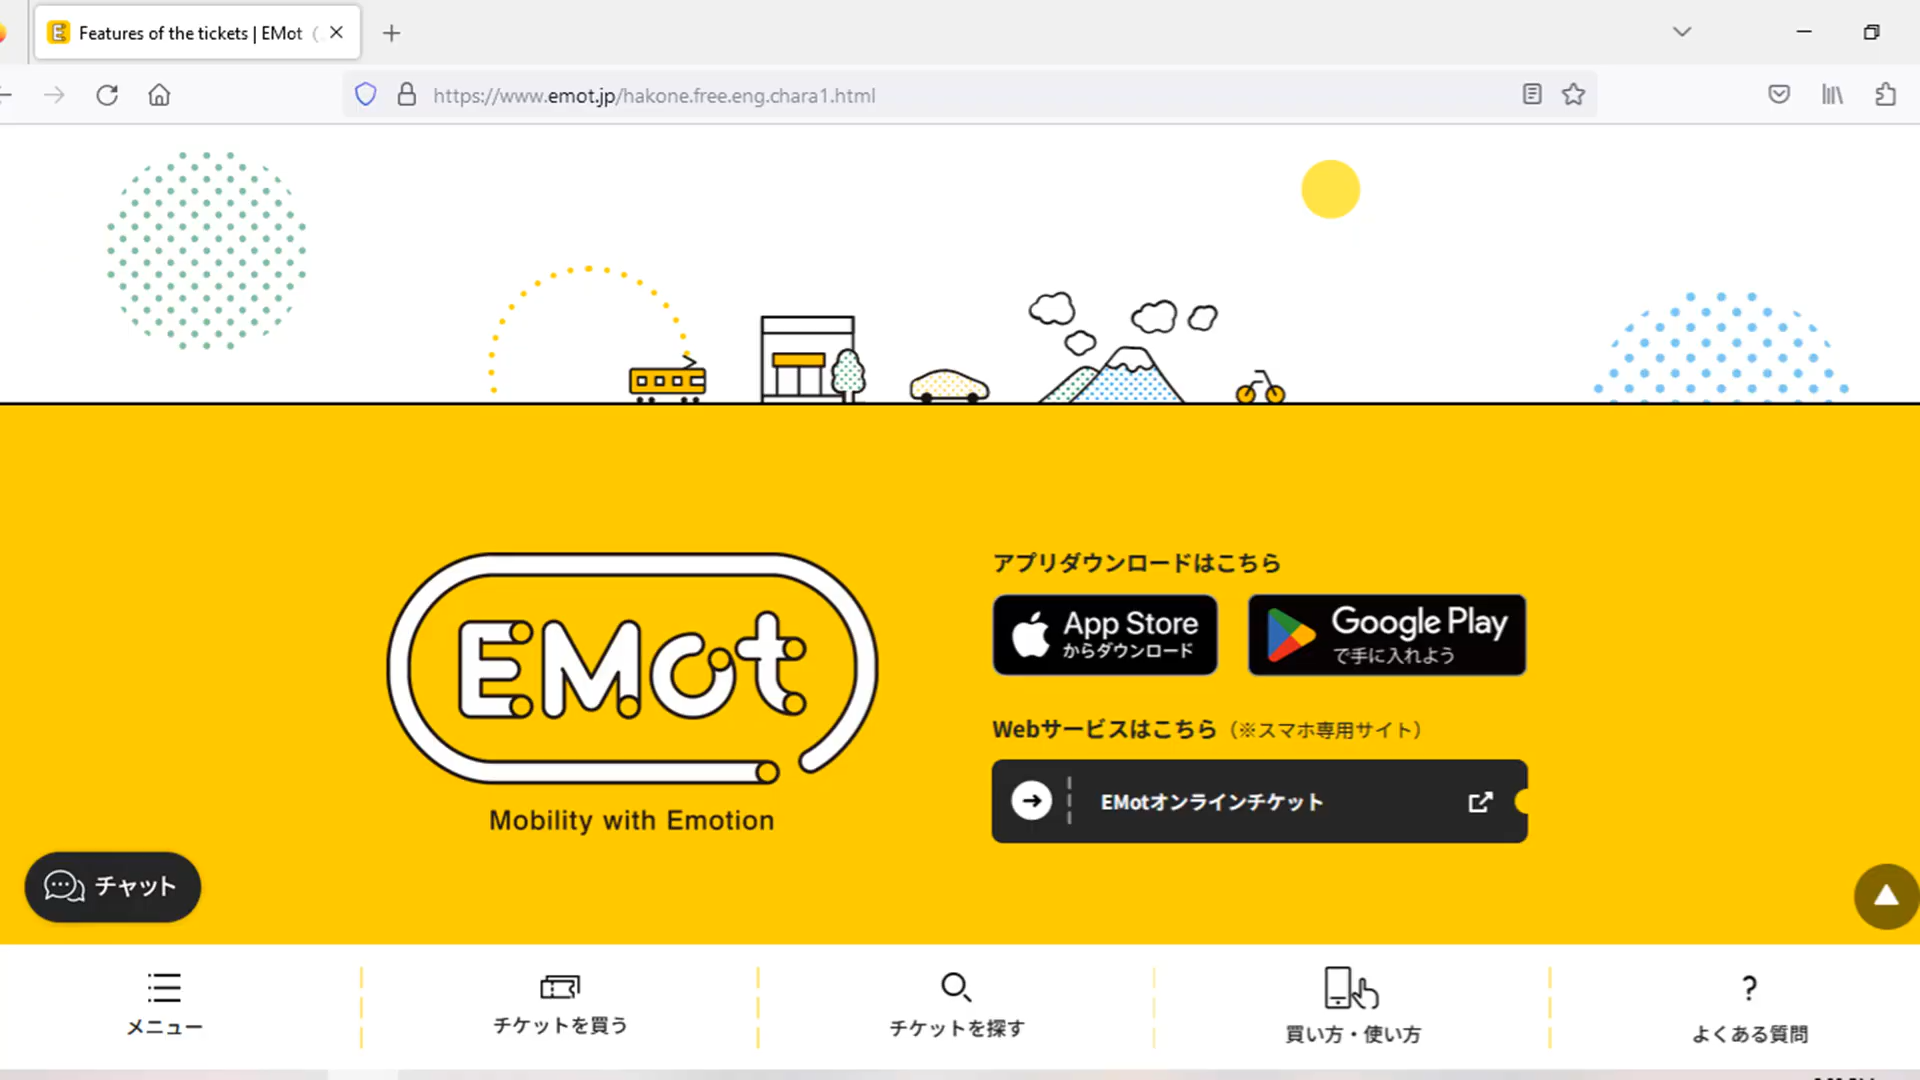 Features of the tickets | EMot (
https://www.emot.jp/hakone.free.eng.chara1.html
EMot
Mobility with Emotion
アプリダウンロードはこちら
App Store
からダウンロード
Google Play
で手に入れよう
Webサービスはこちら（※スマホ専用サイト）
EMotオンラインチケット
チャット
メニュー
チケットを買う
チケットを探す
買い方・使い方
?
よくある質問